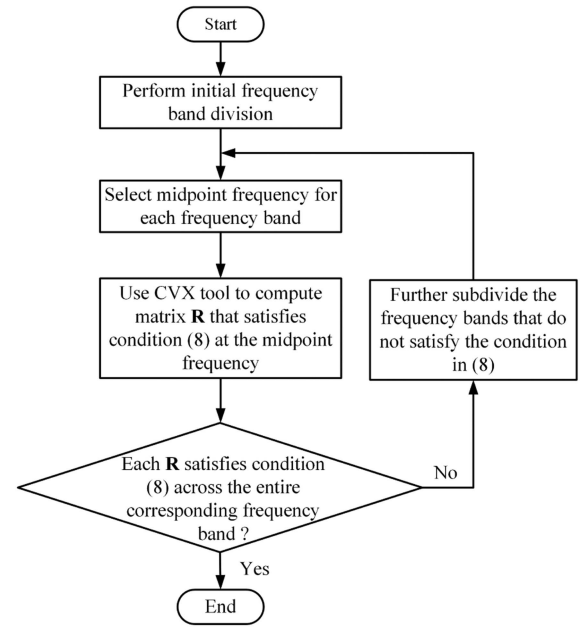 Start
Perform initial frequency
band division
Select midpoint frequency for
each frequency band
Use CVX tool to compute
matrix R that satisfies
condition (8) at the midpoint
frequency
Further subdivide the
frequency bands that do
not satisfy the condition
in (8)
Each R satisfies condition
(8) across the entire
corresponding frequency
band ?
No
Yes
End